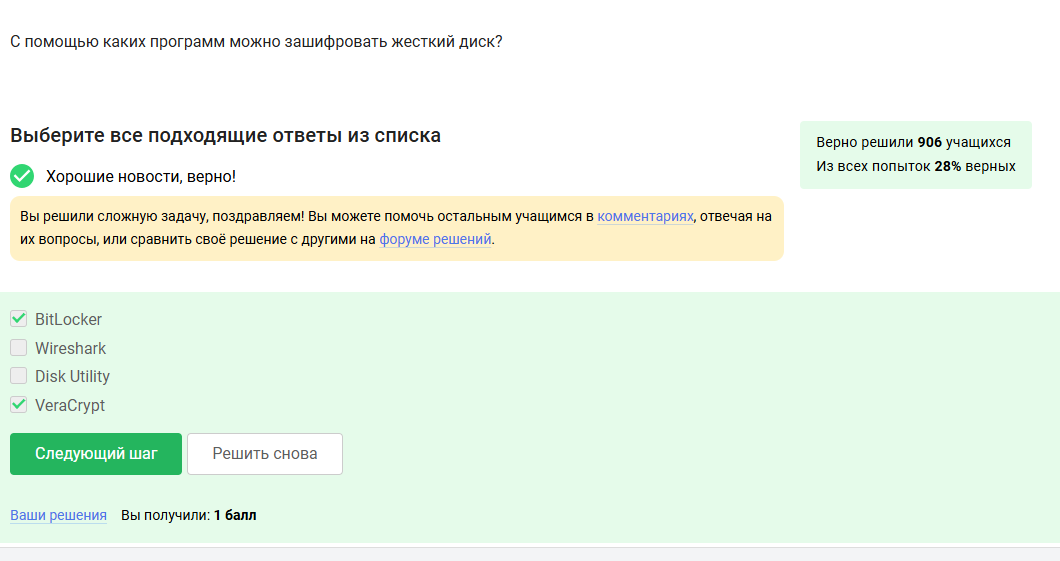 С помощью каких программ можно зашифровать жесткий диск?
Выберите все подходящие ответы из списка
Верно решили 906 учащихся
Из всех попыток 28% верных
Хорошие новости, верно!
Вы решили сложную задачу, поздравляем! Вы можете помочь остальным учащимся в комментариях, отвечая на
их вопросы, или сравнить своё решение с другими на форуме решений.
BitLocker
Wireshark
Disk Utility
VeraCrypt
Следующий шаг
Решить снова
Ваши решения Вы получили: 1 балл